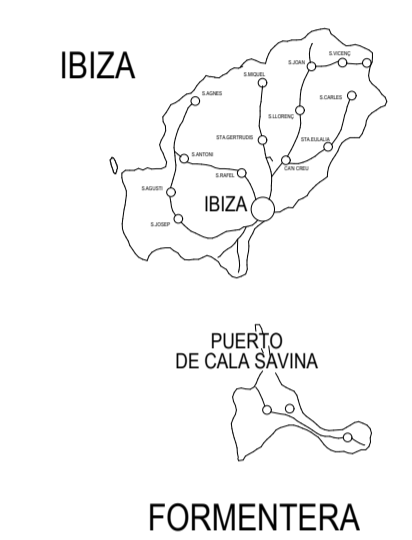 IBIZA
S.VICENÇ
S.JOAN
S.MIQUEL
S.AGNES
S.CARLES
S.LLORENÇ
STA.GERTRUDIS
STA.EULALIA
S.ANTONI
CAN CREU
S.RAFEL
S.AGUSTI
IBIZA
S.JOSEP
PUERTO
DE CALA SAVINA
FORMENTERA